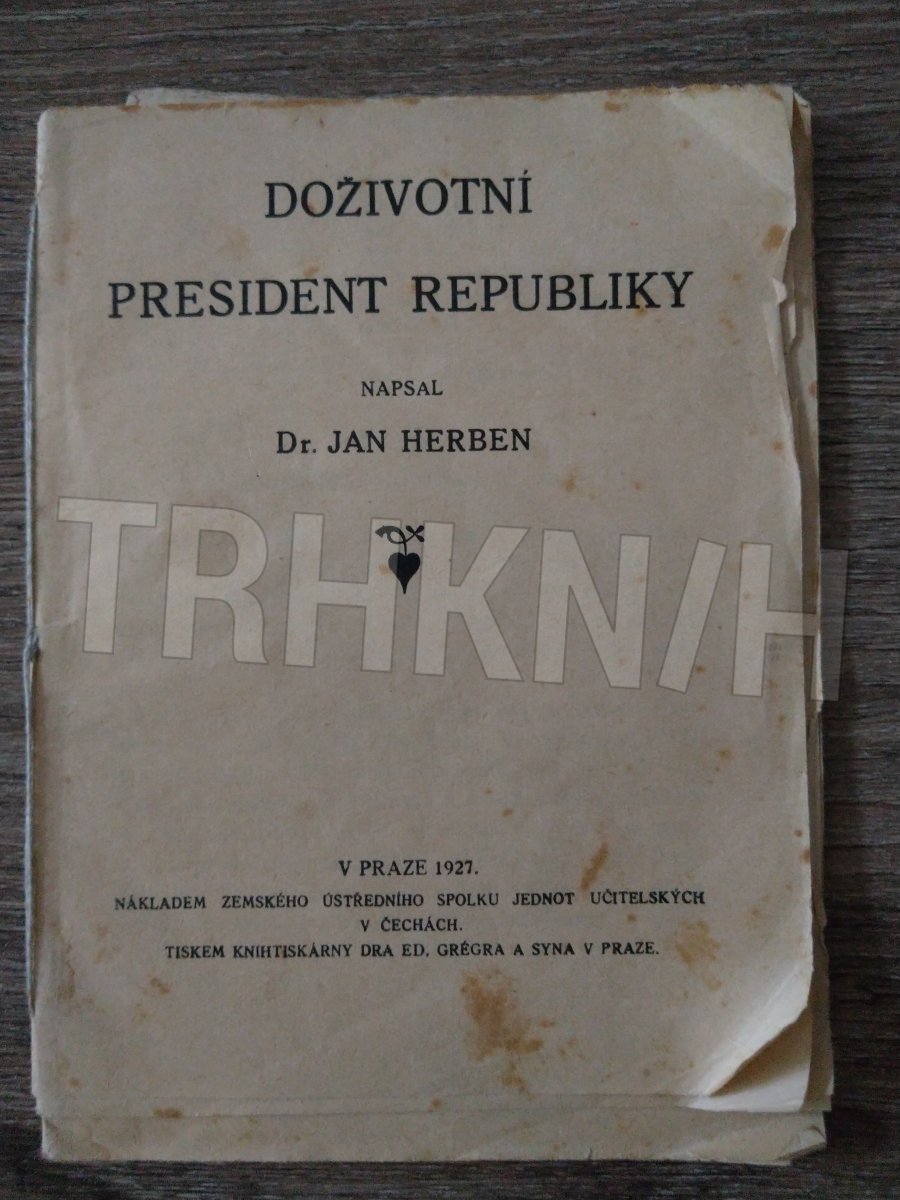 DOŽIVOTNÍ
PRESIDENT REPUBLIKY
NAPSAL
Dr. JAN HERBEN
TRHKNIH
V PRAZE 1927.
NÁKLADEM ZEMSKÉHO ÚSTŘEDNÍHO SPOLKU JEDNOT UČITELSKÝCH
V ČECHÁCH.
TISKEM KNIHTISKÁRNY DRA ED. GRÉGRA A SYNA V PRAZE.